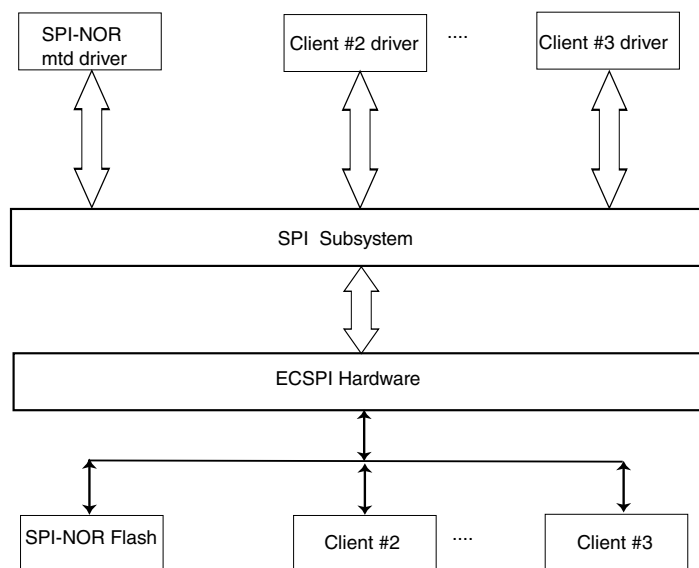 SPI-NOR
mtd driver
Client #2 driver
....
Client #3 driver
SPI Subsystem
ECSPI Hardware
SPI-NOR Flash
Client #2
....
Client #3